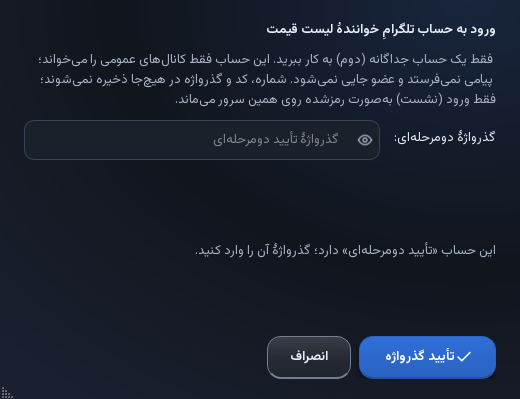 ورود به حساب تلگرامِ خوانندهٔ لیست قیمت
فقط یک حساب جداگانه (دوم) به کار ببرید. این حساب فقط کانال‌های عمومی را می‌خواند؛
پیامی نمی‌فرستد و عضو جایی نمی‌شود. شماره، کد و گذرواژه در هیچ‌جا ذخیره نمی‌شوند؛
فقط ورود (نشست) به‌صورت رمزشده روی همین سرور می‌ماند.
گذرواژهٔ دومرحله‌ای:
گذرواژهٔ تأیید دومرحله‌ای
این حساب «تأیید دومرحله‌ای» دارد؛ گذرواژهٔ آن را وارد کنید.
تأیید گذرواژه
انصراف